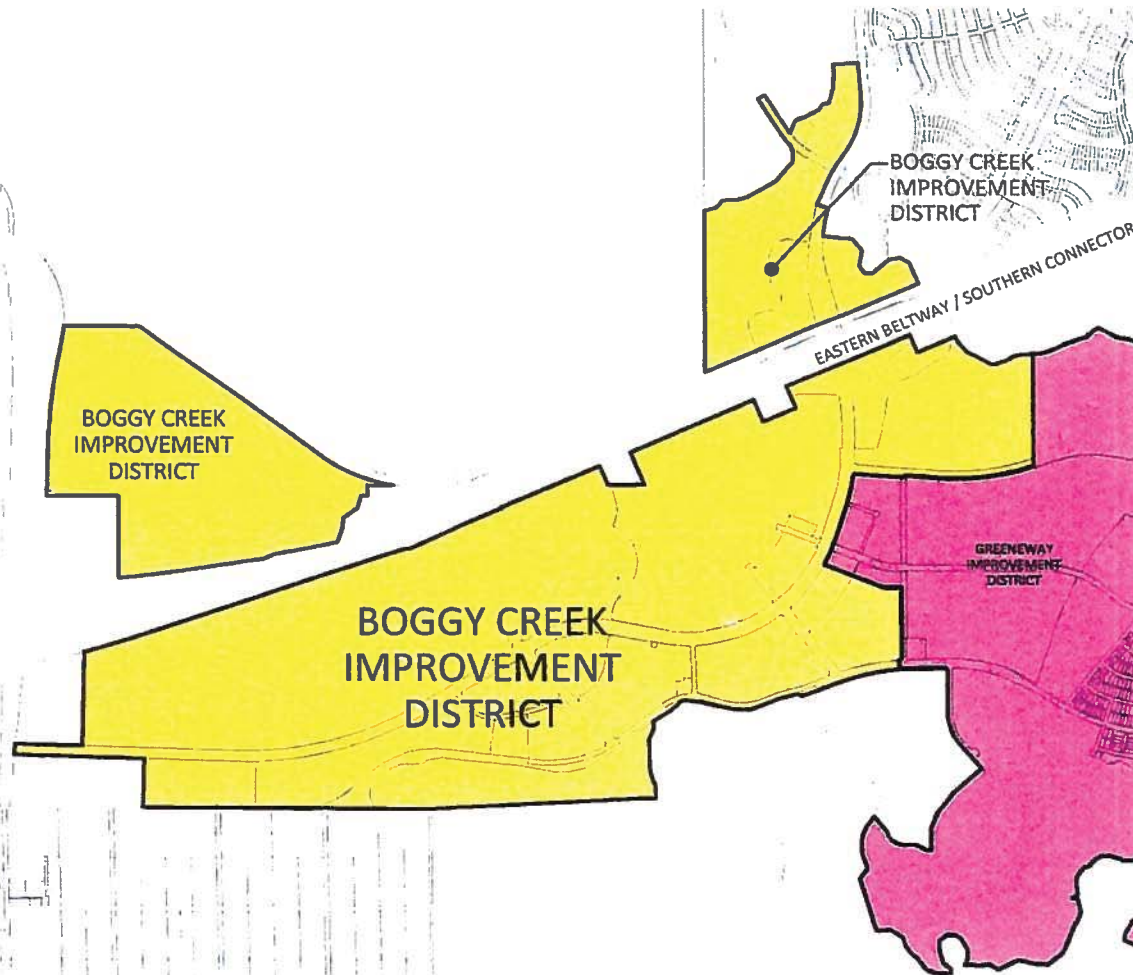 BOGGY CREEK
IMPROVEMENT
DISTRICT
EASTERN BELTWAY / SOUTHERN CONNECTOR
BOGGY CREEK
IMPROVEMENT
DISTRICT
GREENEWAY
IMPROVEMENT
DISTRICT
BOGGY CREEK
IMPROVEMENT
DISTRICT